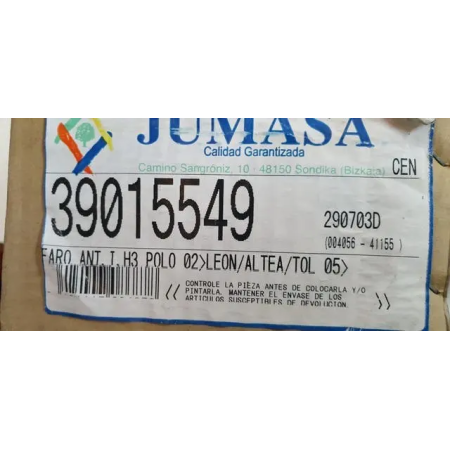 JUMASA
Calidad Garantizada
Camino Sangróniz, 10 - 48150 Sondika (Bizkaia)
CEN
39015549
290703D
(004056 - 41155 )
FARO ANT I.H3 POLO 02>LEON/ALTEA/TOL 05>
CONTROLE LA PIÈZA ANTES DE COLOCARLA Y/O
<< PINTARLA. MANTENER EL ENVASE DE LOS >>
ARTICULOS SUSCEPTIBLES DE DEVOLUCION.